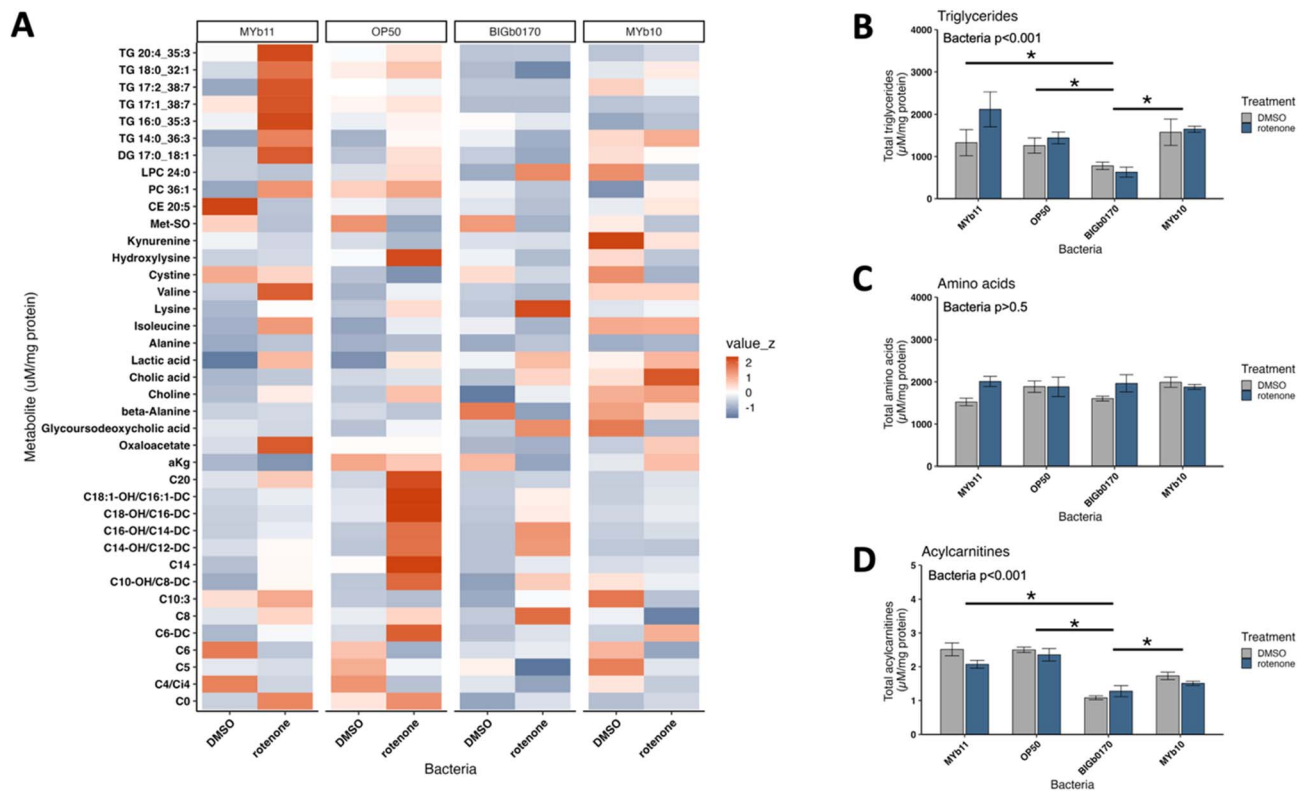 A
MYb11
OP50
BIGb0170
MYb10
TG 20:4_35:3
TG 18:0_32:1
TG 17:2_38:7
TG 17:1_38:7
TG 16:0_35:3
TG 14:0_36:3
DG 17:0_18:1
LPC 24:0
PC 36:1
CE 20:5
Met-SO
Kynurenine
Hydroxylysine
Cystine
Valine
Lysine
Isoleucine
Alanine
Lactic acid
Cholic acid
Choline
beta-Alanine
Glycoursodeoxycholic acid
Oxaloacetate
aKg
C20
C18:1-OH/C16:1-DC
C18-OH/C16-DC
C16-OH/C14-DC
C14-OH/C12-DC
C14
C10-OH/C8-DC
C10:3
C8
C6-DC
C6
C5
C4/Ci4
C0
Metabolite (uM/mg protein)
DMSO
rotenone
DMSO
rotenone
DMSO
rotenone
DMSO
rotenone
Bacteria
value_z
2
1
0
-1
B
Triglycerides
Bacteria p<0.001
*
*
*
4000
3000
2000
1000
0
Total triglycerides
(µM/mg protein)
MYb11
OP50
BIGb0170
MYb10
Bacteria
Treatment
DMSO
rotenone
C
Amino acids
Bacteria p>0.5
4000
3000
2000
1000
0
Total amino acids
(µM/mg protein)
MYb11
OP50
BIGb0170
MYb10
Bacteria
Treatment
DMSO
rotenone
D
Acylcarnitines
Bacteria p<0.001
*
*
*
5
4
3
2
1
0
Total acylcarnitines
(µM/mg protein)
MYb11
OP50
BIGb0170
MYb10
Bacteria
Treatment
DMSO
rotenone